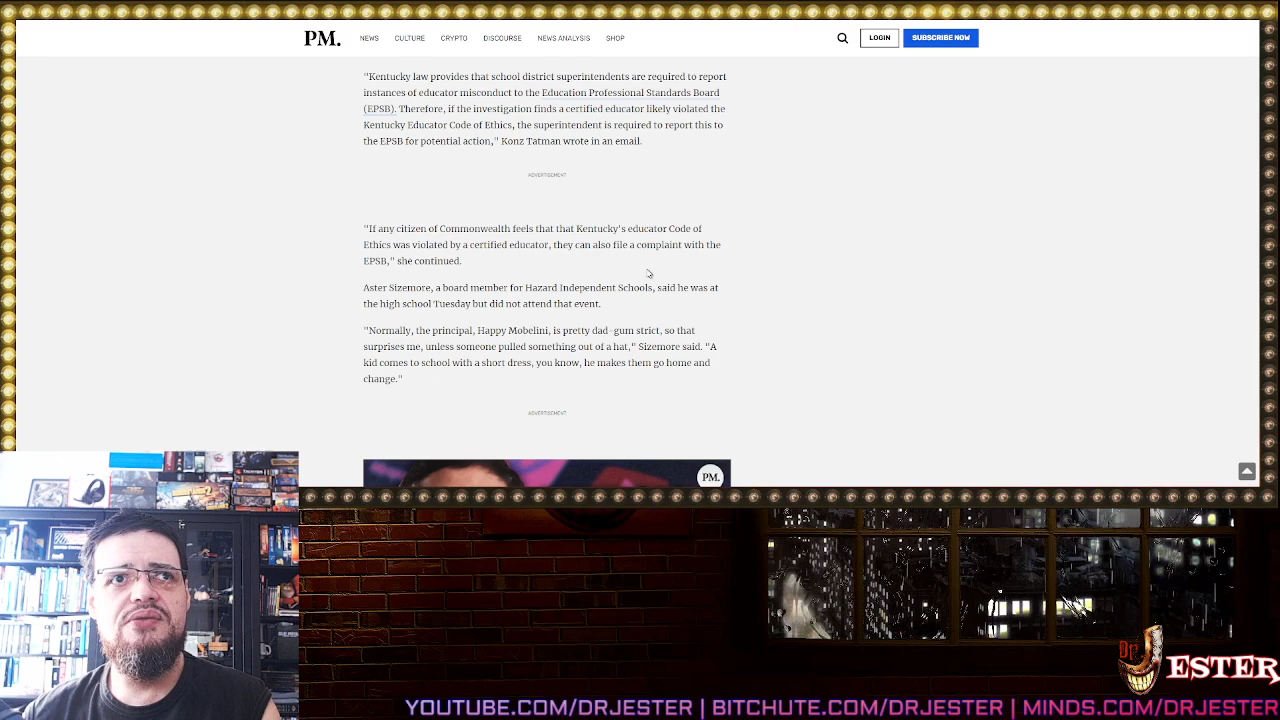 PM.
NEWS
CULTURE
CRYPTO
DISCOURSE
NEWS ANALYSIS
SHOP
LOGIN
SUBSCRIBE NOW
"Kentucky law provides that school district superintendents are required to report
instances of educator misconduct to the Education Professional Standards Board
(EPSB). Therefore, if the investigation finds a certified educator likely violated the
Kentucky Educator Code of Ethics, the superintendent is required to report this to
the EPSB for potential action," Konz Tatman wrote in an email.
ADVERTISEMENT
"If any citizen of Commonwealth feels that that Kentucky's educator Code of
Ethics was violated by a certified educator, they can also file a complaint with the
EPSB," she continued.
Aster Sizemore, a board member for Hazard Independent Schools, said he was at
the high school Tuesday but did not attend that event.
"Normally, the principal, Happy Mobelini, is pretty dad-gum strict, so that
surprises me, unless someone pulled something out of a hat," Sizemore said. "A
kid comes to school with a short dress, you know, he makes them go home and
change."
ADVERTISEMENT
PM.
Dr. JESTER
YOUTUBE.COM/DRJESTER | BITCHUTE.COM/DRJESTER | MINDS.COM/DRJESTER